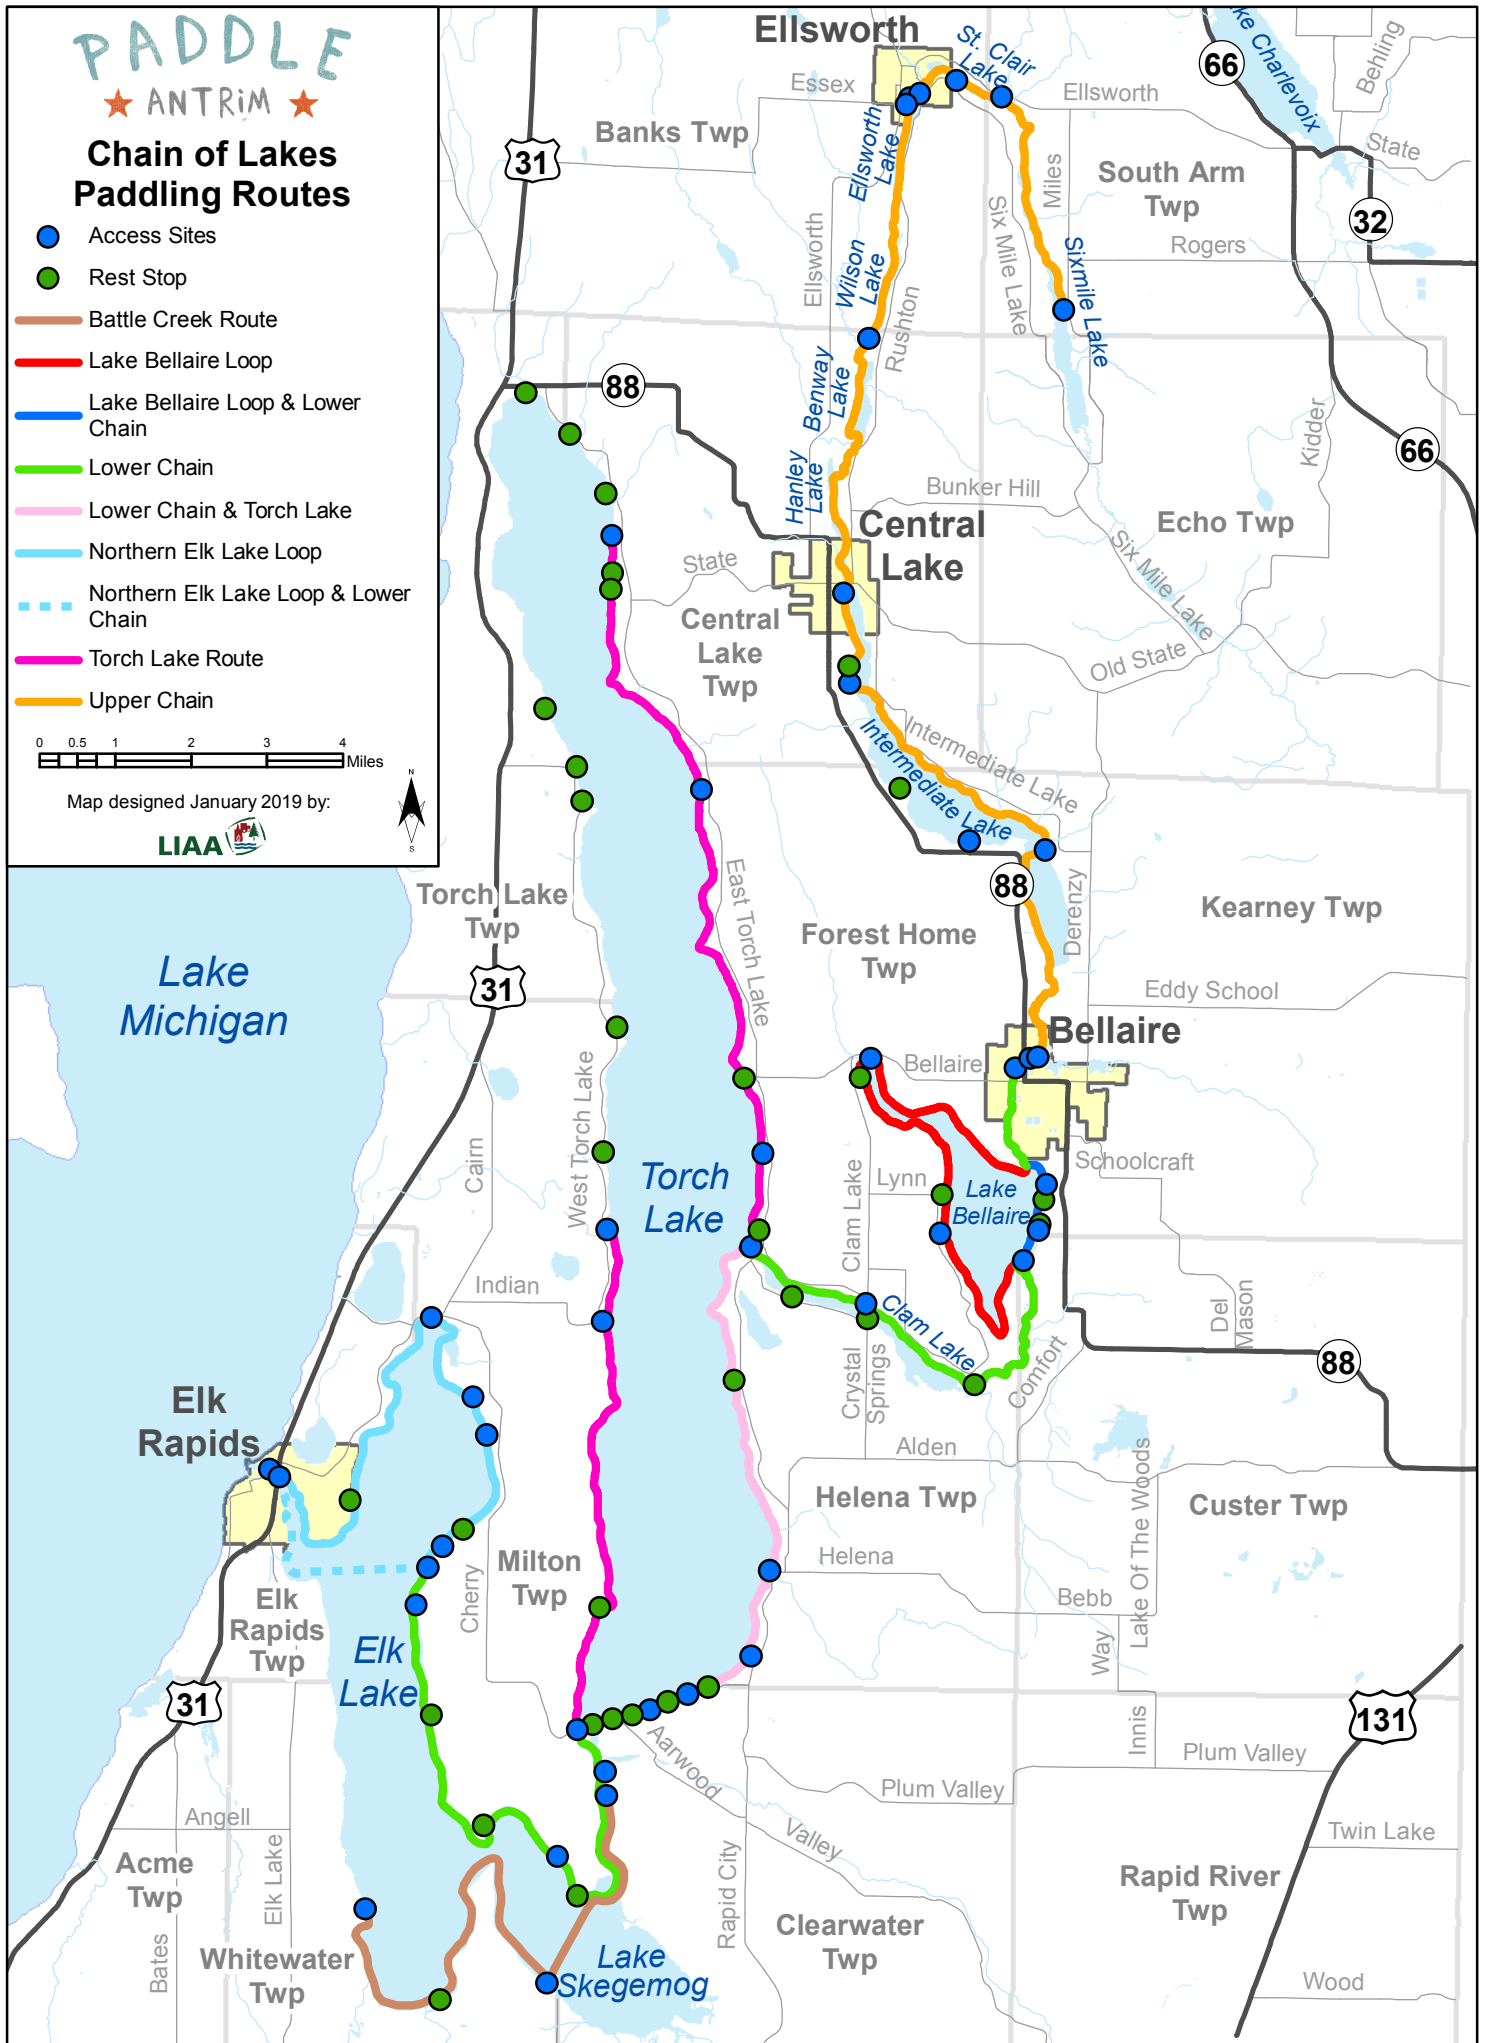 PADDLE
ANTRIM
Chain of Lakes
Paddling Routes
Access Sites
Rest Stop
Battle Creek Route
Lake Bellaire Loop
Lake Bellaire Loop & Lower
Chain
Lower Chain
Lower Chain & Torch Lake
Northern Elk Lake Loop
Northern Elk Lake Loop & Lower
Chain
Torch Lake Route
Upper Chain
0 0.5 1 2 3 4
Miles
Map designed January 2019 by:
LIAA
N
S
Ellsworth
St. Clair
Lake
Essex
Ellsworth
66
ke Charlevoix
Behling
State
Banks Twp
31
Ellsworth
Lake
Miles
South Arm
Twp
32
Rogers
Ellsworth
Wilson
Lake
Six Mile Lake
Sixmile Lake
Rushton
88
Benway
Lake
Kidder
66
Hanley
Lake
Bunker Hill
Central
Lake
Echo Twp
State
Six Mile Lake
Central
Lake
Twp
Old State
Intermediate Lake
Intermediate Lake
88
Torch Lake
Twp
East Torch Lake
Derenzy
Kearney Twp
Forest Home
Twp
Lake
Michigan
31
Eddy School
Bellaire
Bellaire
West Torch Lake
Cairn
Torch
Lake
Clam Lake
Lynn
Lake
Bellaire
Schoolcraft
Indian
Clam Lake
Del
Mason
Crystal
Springs
Comfort
88
Elk
Rapids
Alden
Helena Twp
Lake Of The Woods
Custer Twp
Milton
Twp
Cherry
Helena
Elk
Rapids
Twp
Bebb
Way
Elk
Lake
31
Aarwood
Innis
131
Plum Valley
Plum Valley
Angell
Valley
Twin Lake
Acme
Twp
Elk Lake
Rapid City
Rapid River
Twp
Clearwater
Twp
Bates
Whitewater
Twp
Lake
Skegemog
Wood